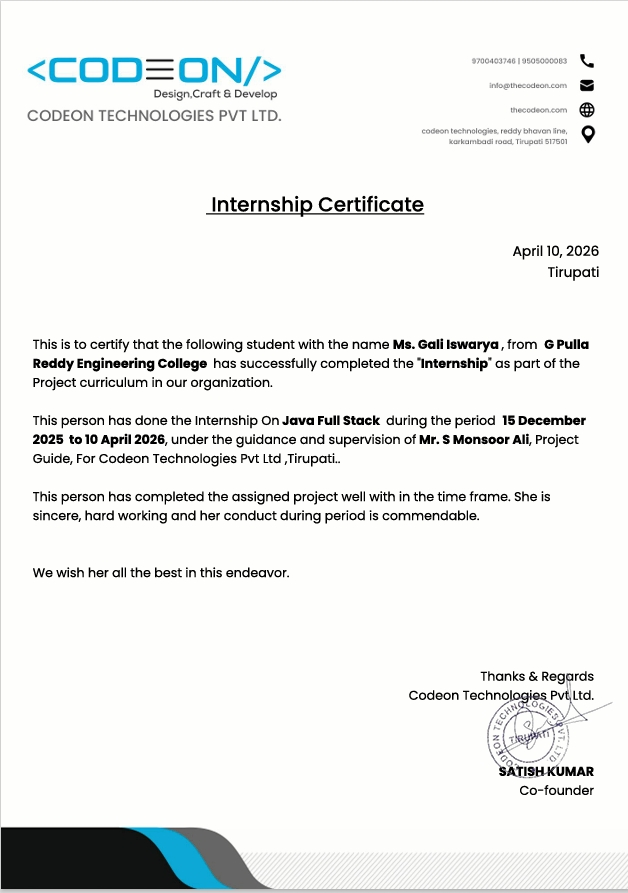 <CODEON/>
Design,Craft & Develop
CODEON TECHNOLOGIES PVT LTD.
9700403746 | 9505000083
info@thecodeon.com
thecodeon.com
codeon technologies, reddy bhavan line,
karkambadi road, Tirupati 517501
Internship Certificate
April 10, 2026
Tirupati
This is to certify that the following student with the name Ms. Gali Iswarya , from G Pulla
Reddy Engineering College has successfully completed the "Internship" as part of the
Project curriculum in our organization.
This person has done the Internship On Java Full Stack during the period 15 December
2025 to 10 April 2026, under the guidance and supervision of Mr. S Monsoor Ali, Project
Guide, For Codeon Technologies Pvt Ltd ,Tirupati..
This person has completed the assigned project well with in the time frame. She is
sincere, hard working and her conduct during period is commendable.
We wish her all the best in this endeavor.
Thanks & Regards
Codeon Technologies Pvt.Ltd.
CODEON TECHNOLOGIES PVT. LTD
TIRUPATI
SATISH KUMAR
Co-founder